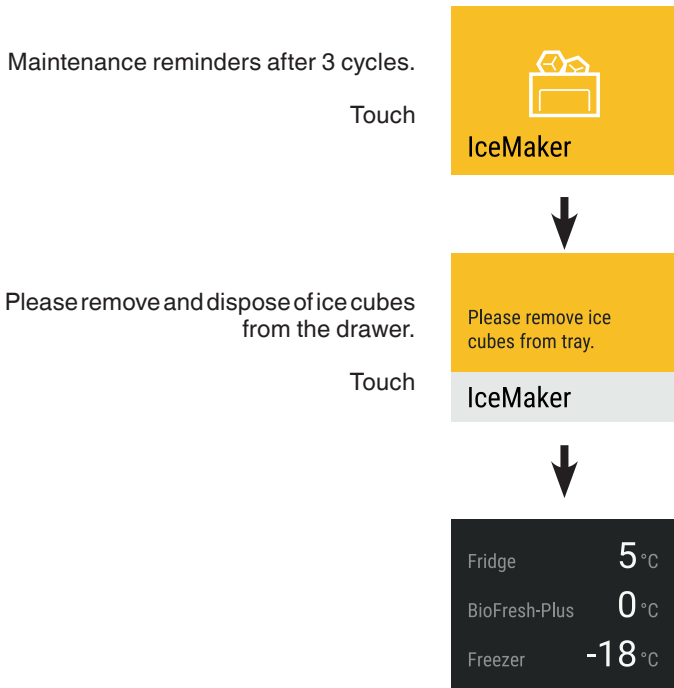 Maintenance reminders after 3 cycles.
Touch
IceMaker
Please remove and dispose of ice cubes
from the drawer.
Touch
Please remove ice
cubes from tray.
IceMaker
Fridge 5 °C
BioFresh-Plus 0 °C
Freezer -18 °C